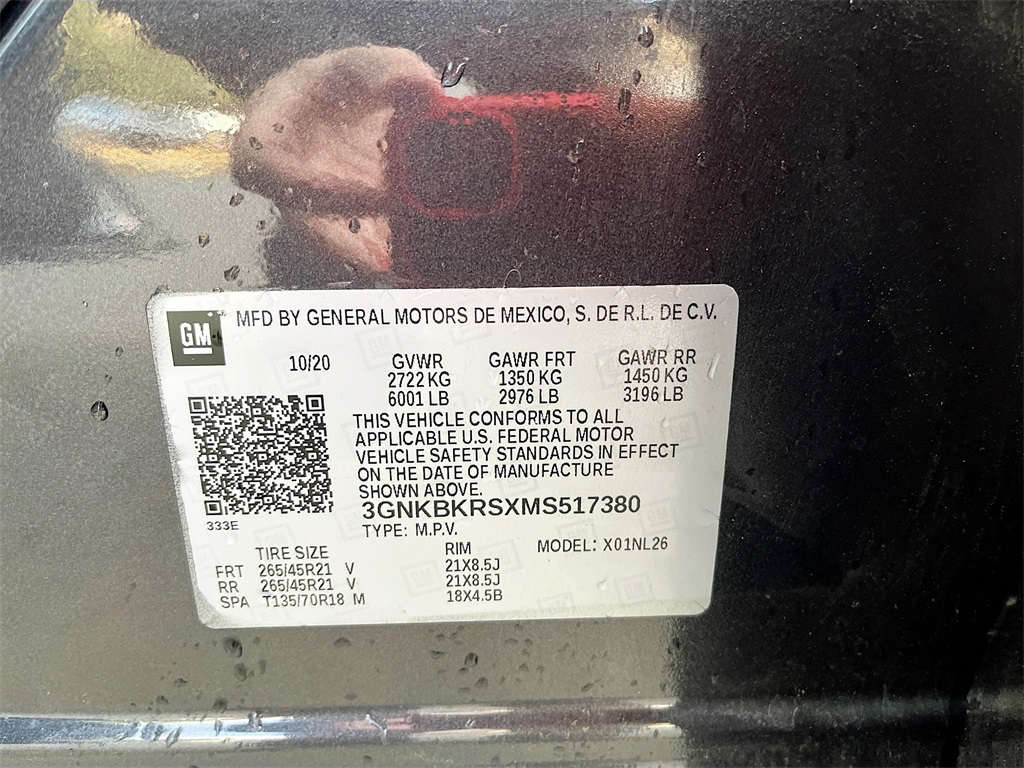 GM
MFD BY GENERAL MOTORS DE MEXICO, S. DE R.L. DE C.V.
10/20 GVWR GAWR FRT GAWR RR
2722 KG 1350 KG 1450 KG
6001 LB 2976 LB 3196 LB
THIS VEHICLE CONFORMS TO ALL
APPLICABLE U.S. FEDERAL MOTOR
VEHICLE SAFETY STANDARDS IN EFFECT
ON THE DATE OF MANUFACTURE
SHOWN ABOVE.
3GNKBKRSXMS517380
333E
TYPE: M.P.V.
TIRE SIZE RIM MODEL: X01NL26
FRT 265/45R21 V 21X8.5J
RR 265/45R21 V 21X8.5J
SPA T135/70R18 M 18X4.5B